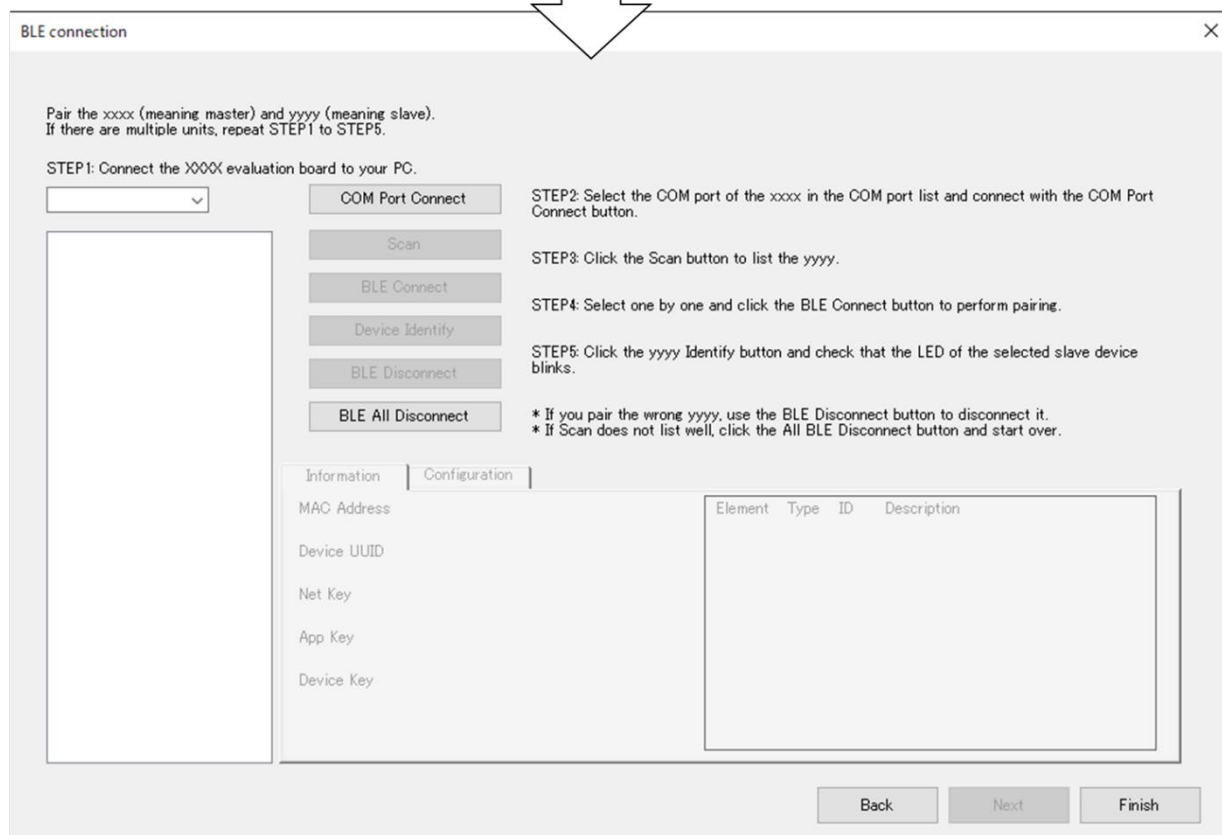 BLE connection
Pair the xxxx (meaning master) and yyyy (meaning slave).
If there are multiple units, repeat STEP1 to STEP5.
STEP1: Connect the XXXX evaluation board to your PC.
COM Port Connect
STEP2: Select the COM port of the xxxx in the COM port list and connect with the COM Port
Connect button.
Scan
STEP3: Click the Scan button to list the yyyy.
BLE Connect
STEP4: Select one by one and click the BLE Connect button to perform pairing.
Device Identify
STEP5: Click the yyyy Identify button and check that the LED of the selected slave device
blinks.
BLE Disconnect
BLE All Disconnect
* If you pair the wrong yyyy, use the BLE Disconnect button to disconnect it.
* If Scan does not list well, click the All BLE Disconnect button and start over.
Information Configuration
MAC Address
Element Type ID Description
Device UUID
Net Key
App Key
Device Key
Back Next Finish